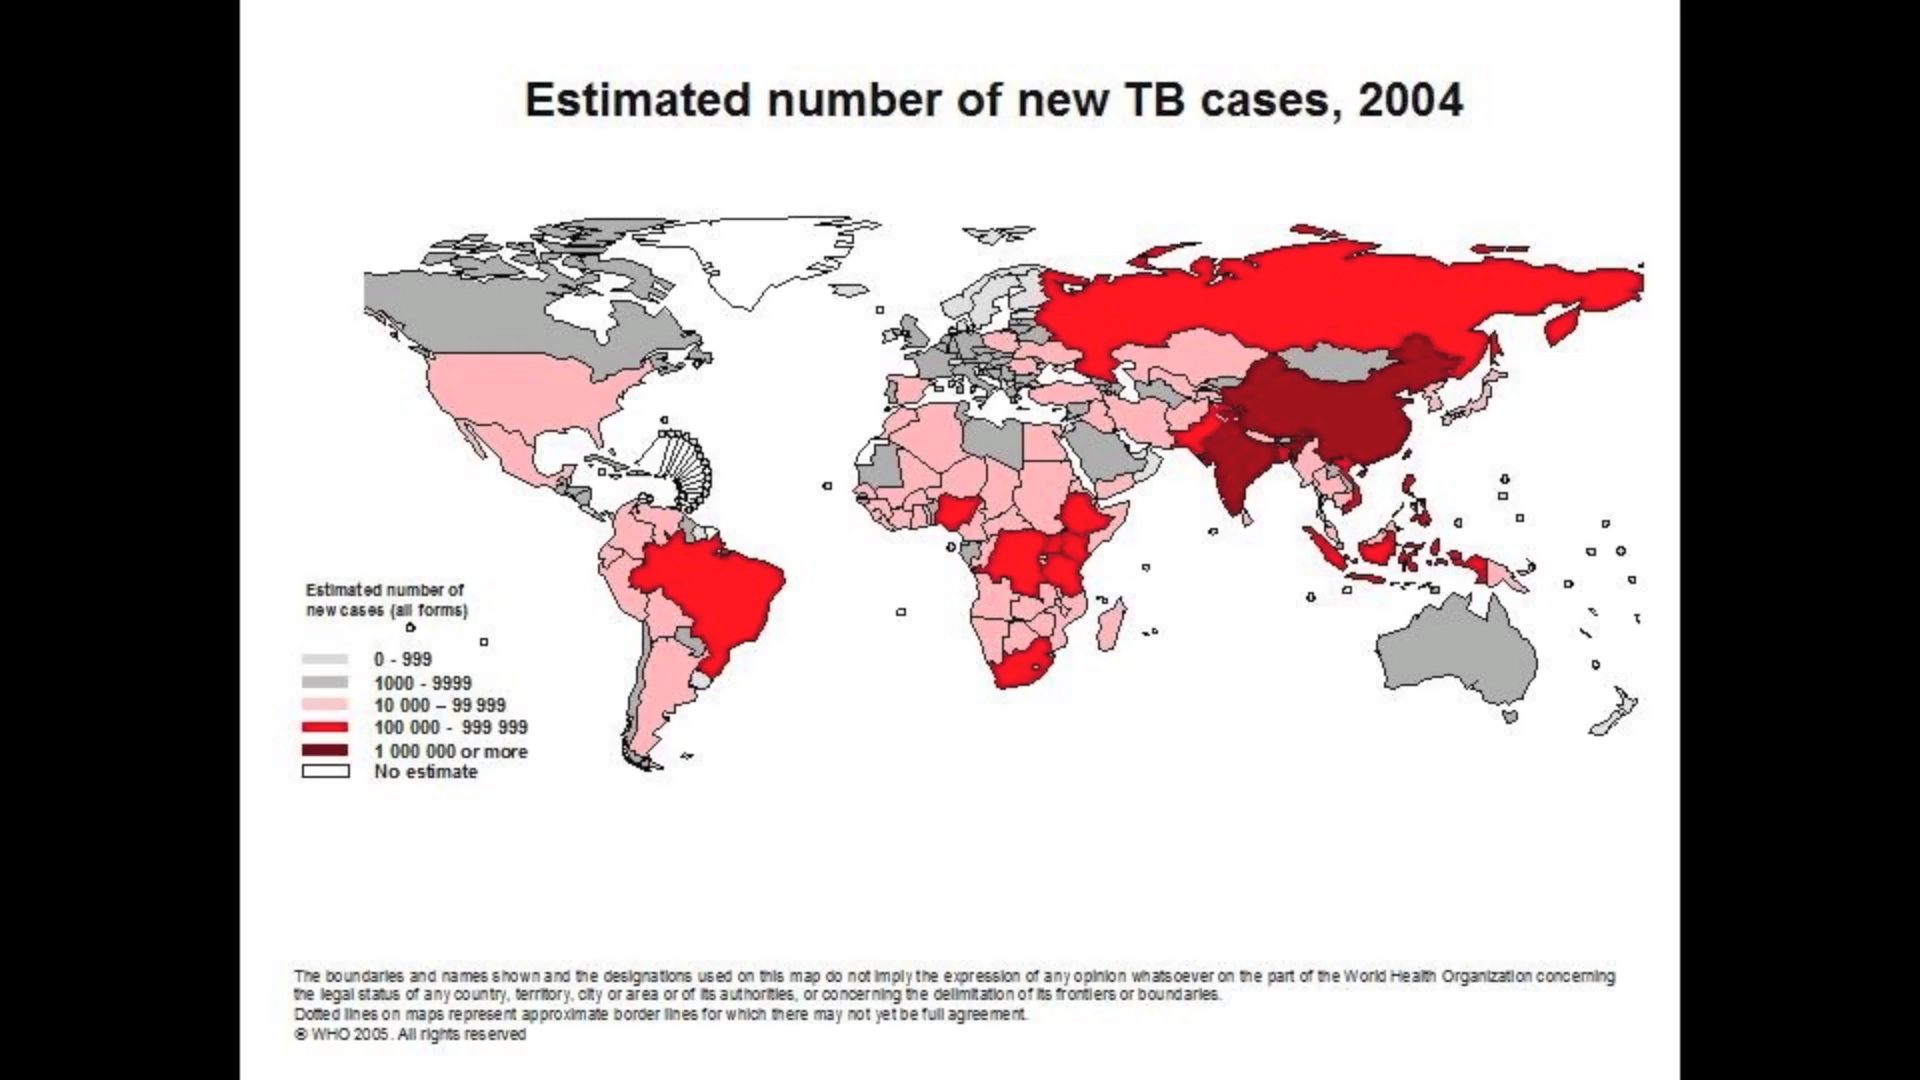 Estimated number of new TB cases, 2004
Estimated number of
new cases (all forms)
0 - 999
1000 - 9999
10 000 – 99 999
100 000 - 999 999
1 000 000 or more
No estimate
The boundaries and names shown and the designations used on this map do not imply the expression of any opinion whatsoever on the part of the World Health Organization concerning
the legal status of any country, territory, city or area or of its authorities, or concerning the delimitation of its frontiers or boundaries.
Dotted lines on maps represent approximate border lines for which there may not yet be full agreement.
© WHO 2005. All rights reserved